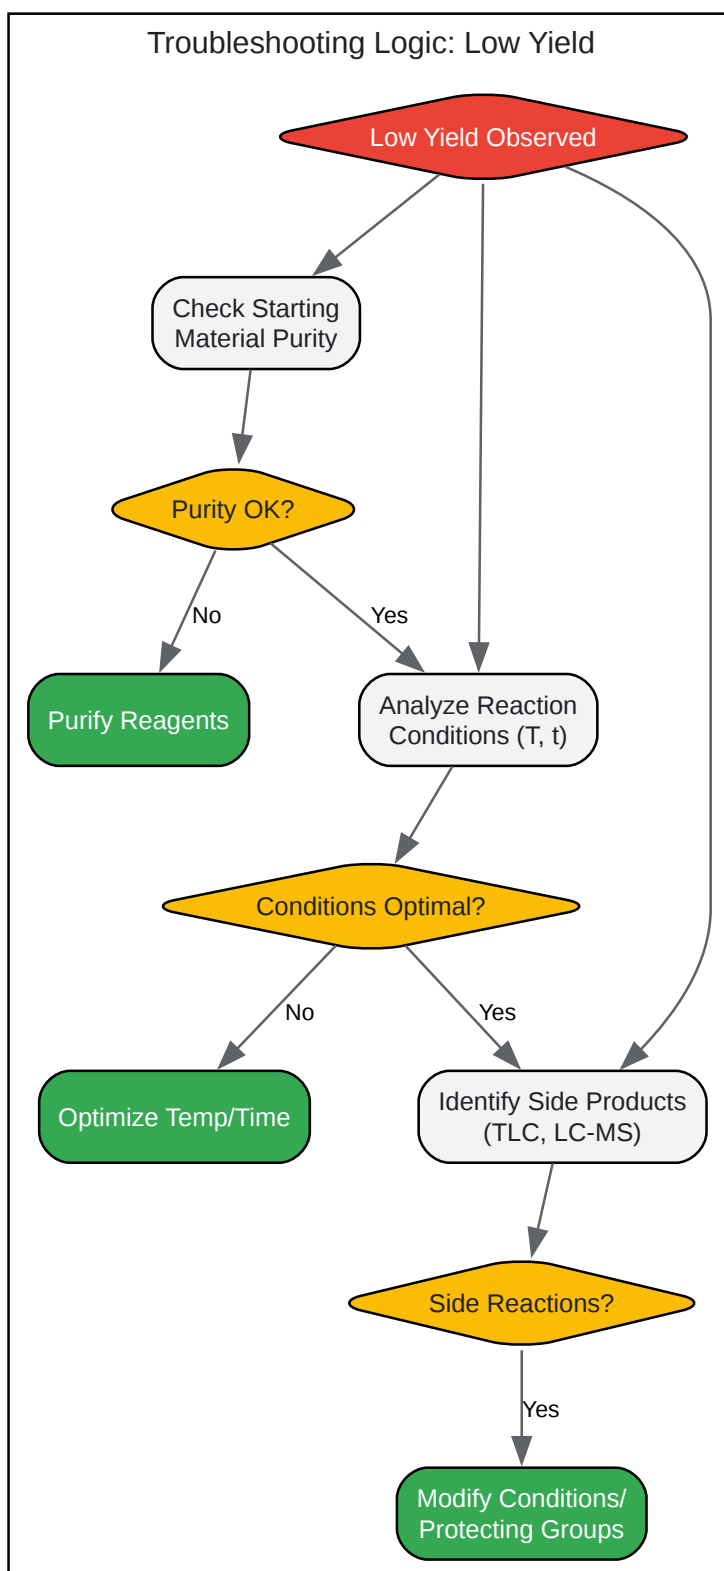 Troubleshooting Logic: Low Yield
Low Yield Observed
Check Starting
Material Purity
Purity OK?
No
Yes
Purify Reagents
Analyze Reaction
Conditions (T, t)
Conditions Optimal?
No
Yes
Optimize Temp/Time
Identify Side Products
(TLC, LC-MS)
Side Reactions?
Yes
Modify Conditions/
Protecting Groups